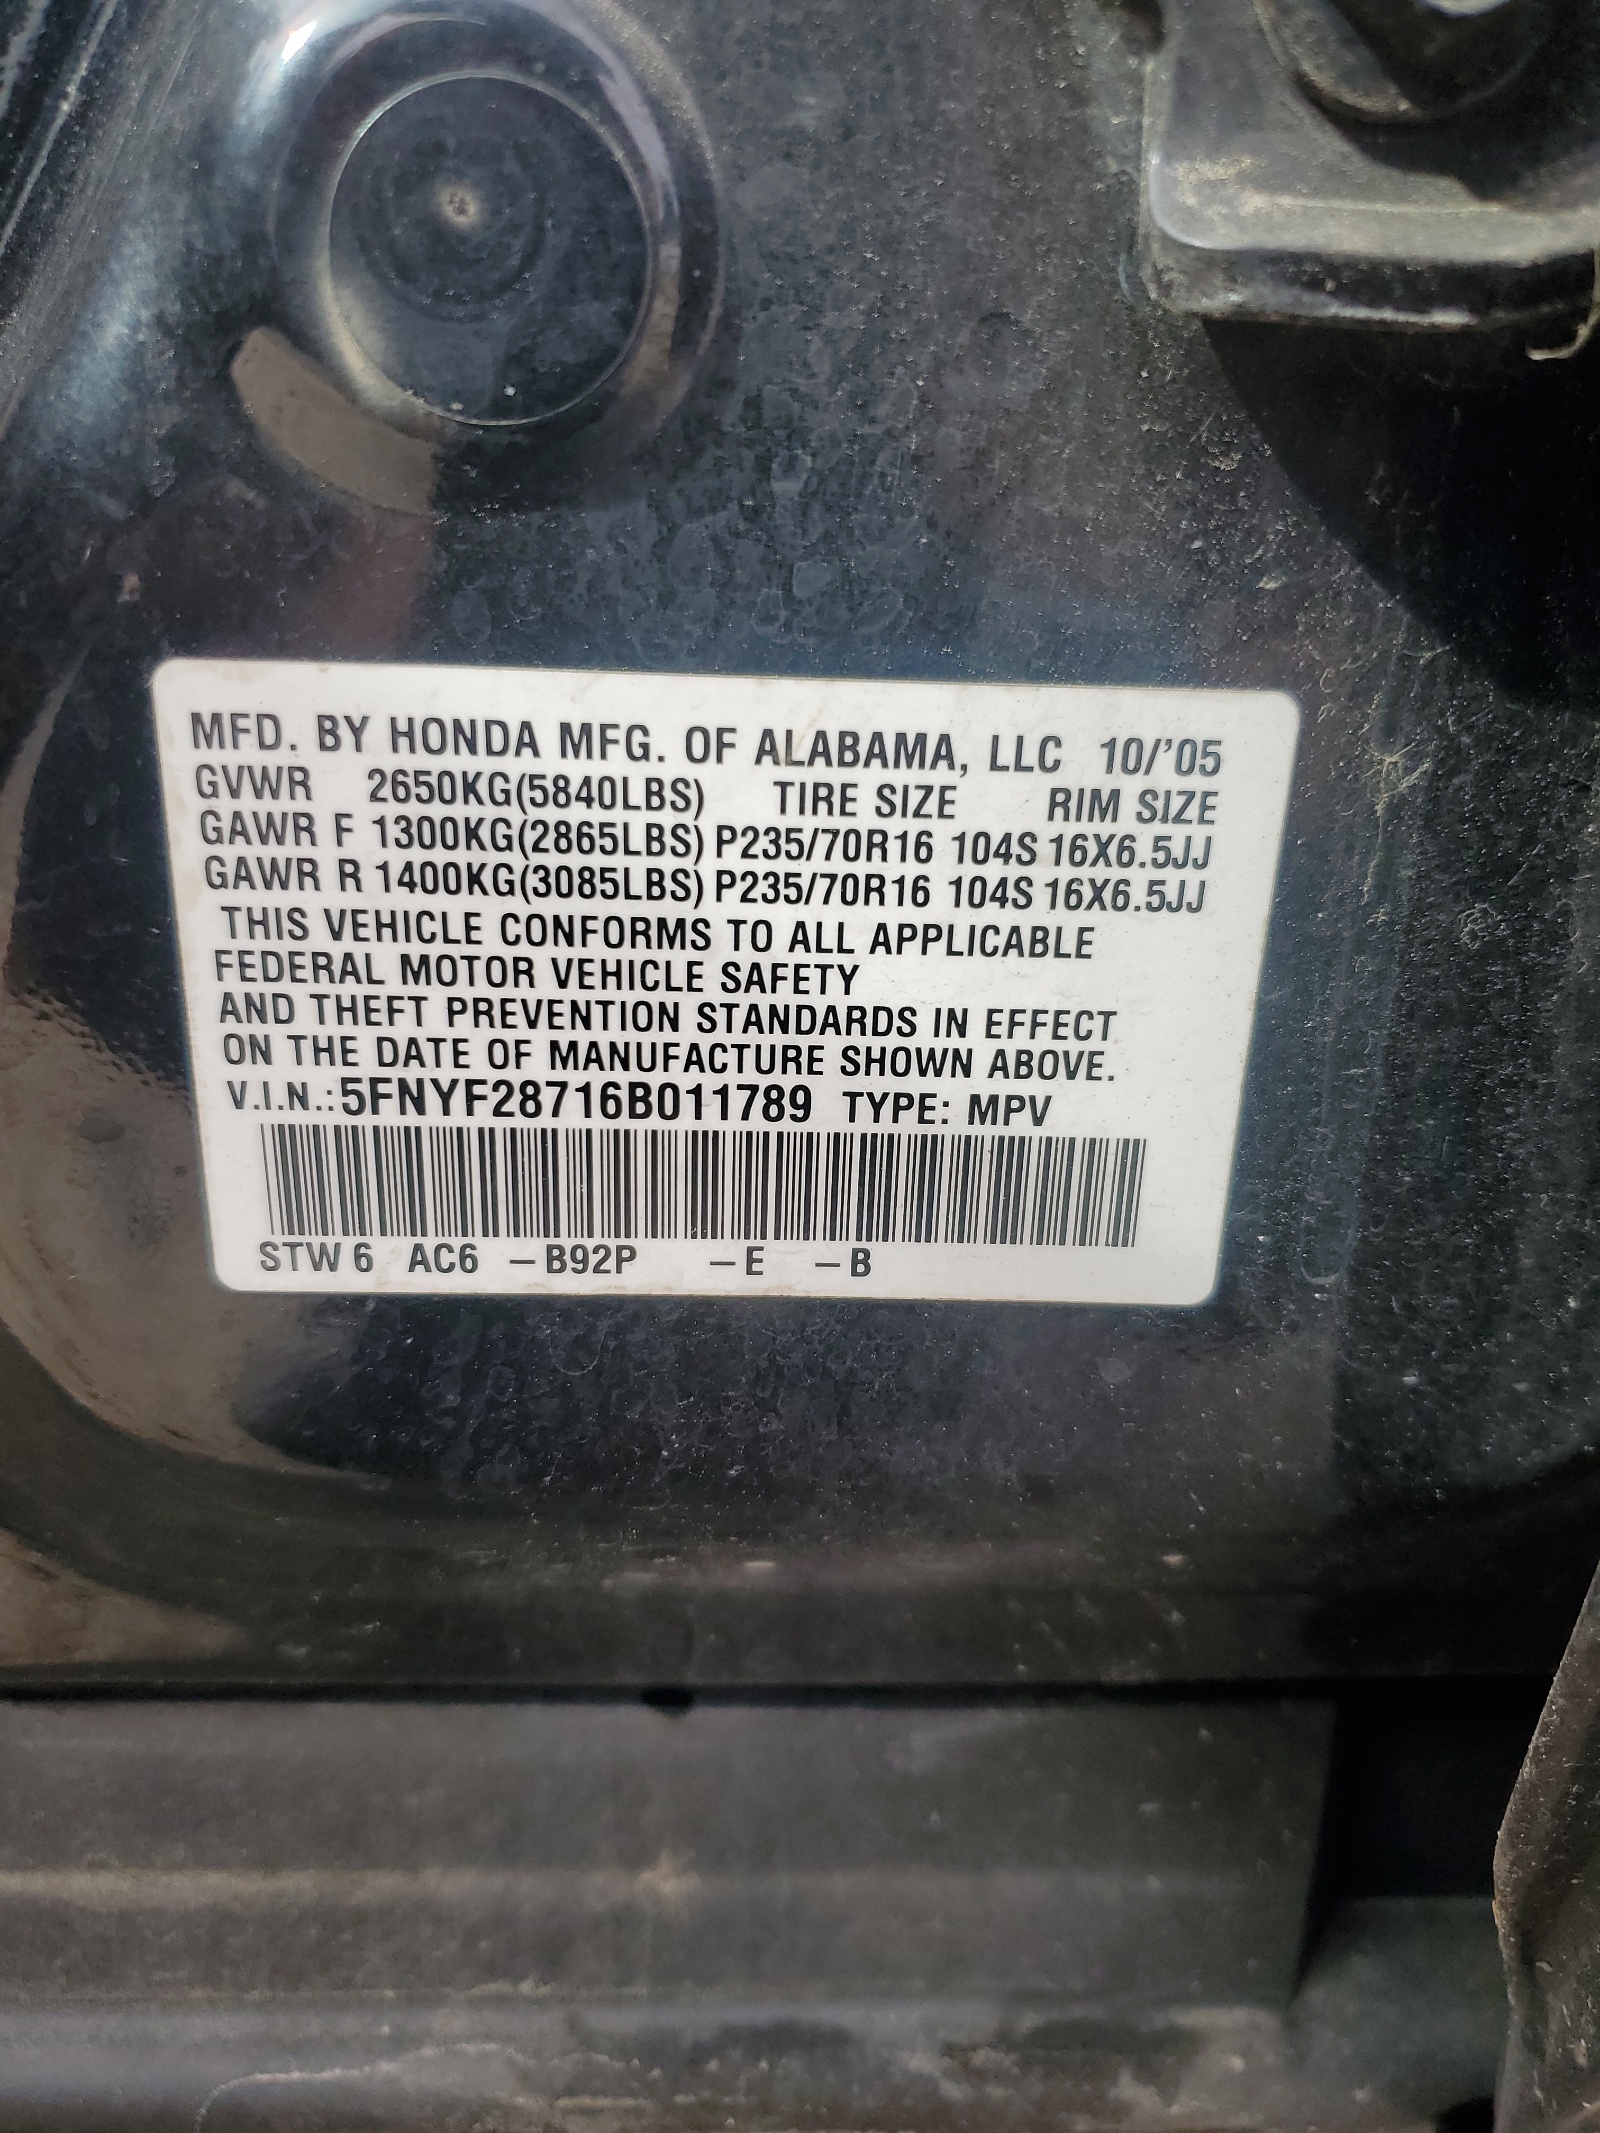 MFD. BY HONDA MFG. OF ALABAMA, LLC 10/'05
GVWR 2650KG(5840LBS) TIRE SIZE RIM SIZE
GAWR F 1300KG(2865LBS) P235/70R16 104S 16X6.5JJ
GAWR R 1400KG(3085LBS) P235/70R16 104S 16X6.5JJ
THIS VEHICLE CONFORMS TO ALL APPLICABLE
FEDERAL MOTOR VEHICLE SAFETY
AND THEFT PREVENTION STANDARDS IN EFFECT
ON THE DATE OF MANUFACTURE SHOWN ABOVE.
V.I.N.:5FNYF28716B011789 TYPE: MPV
STW6 AC6 –B92P –E –B